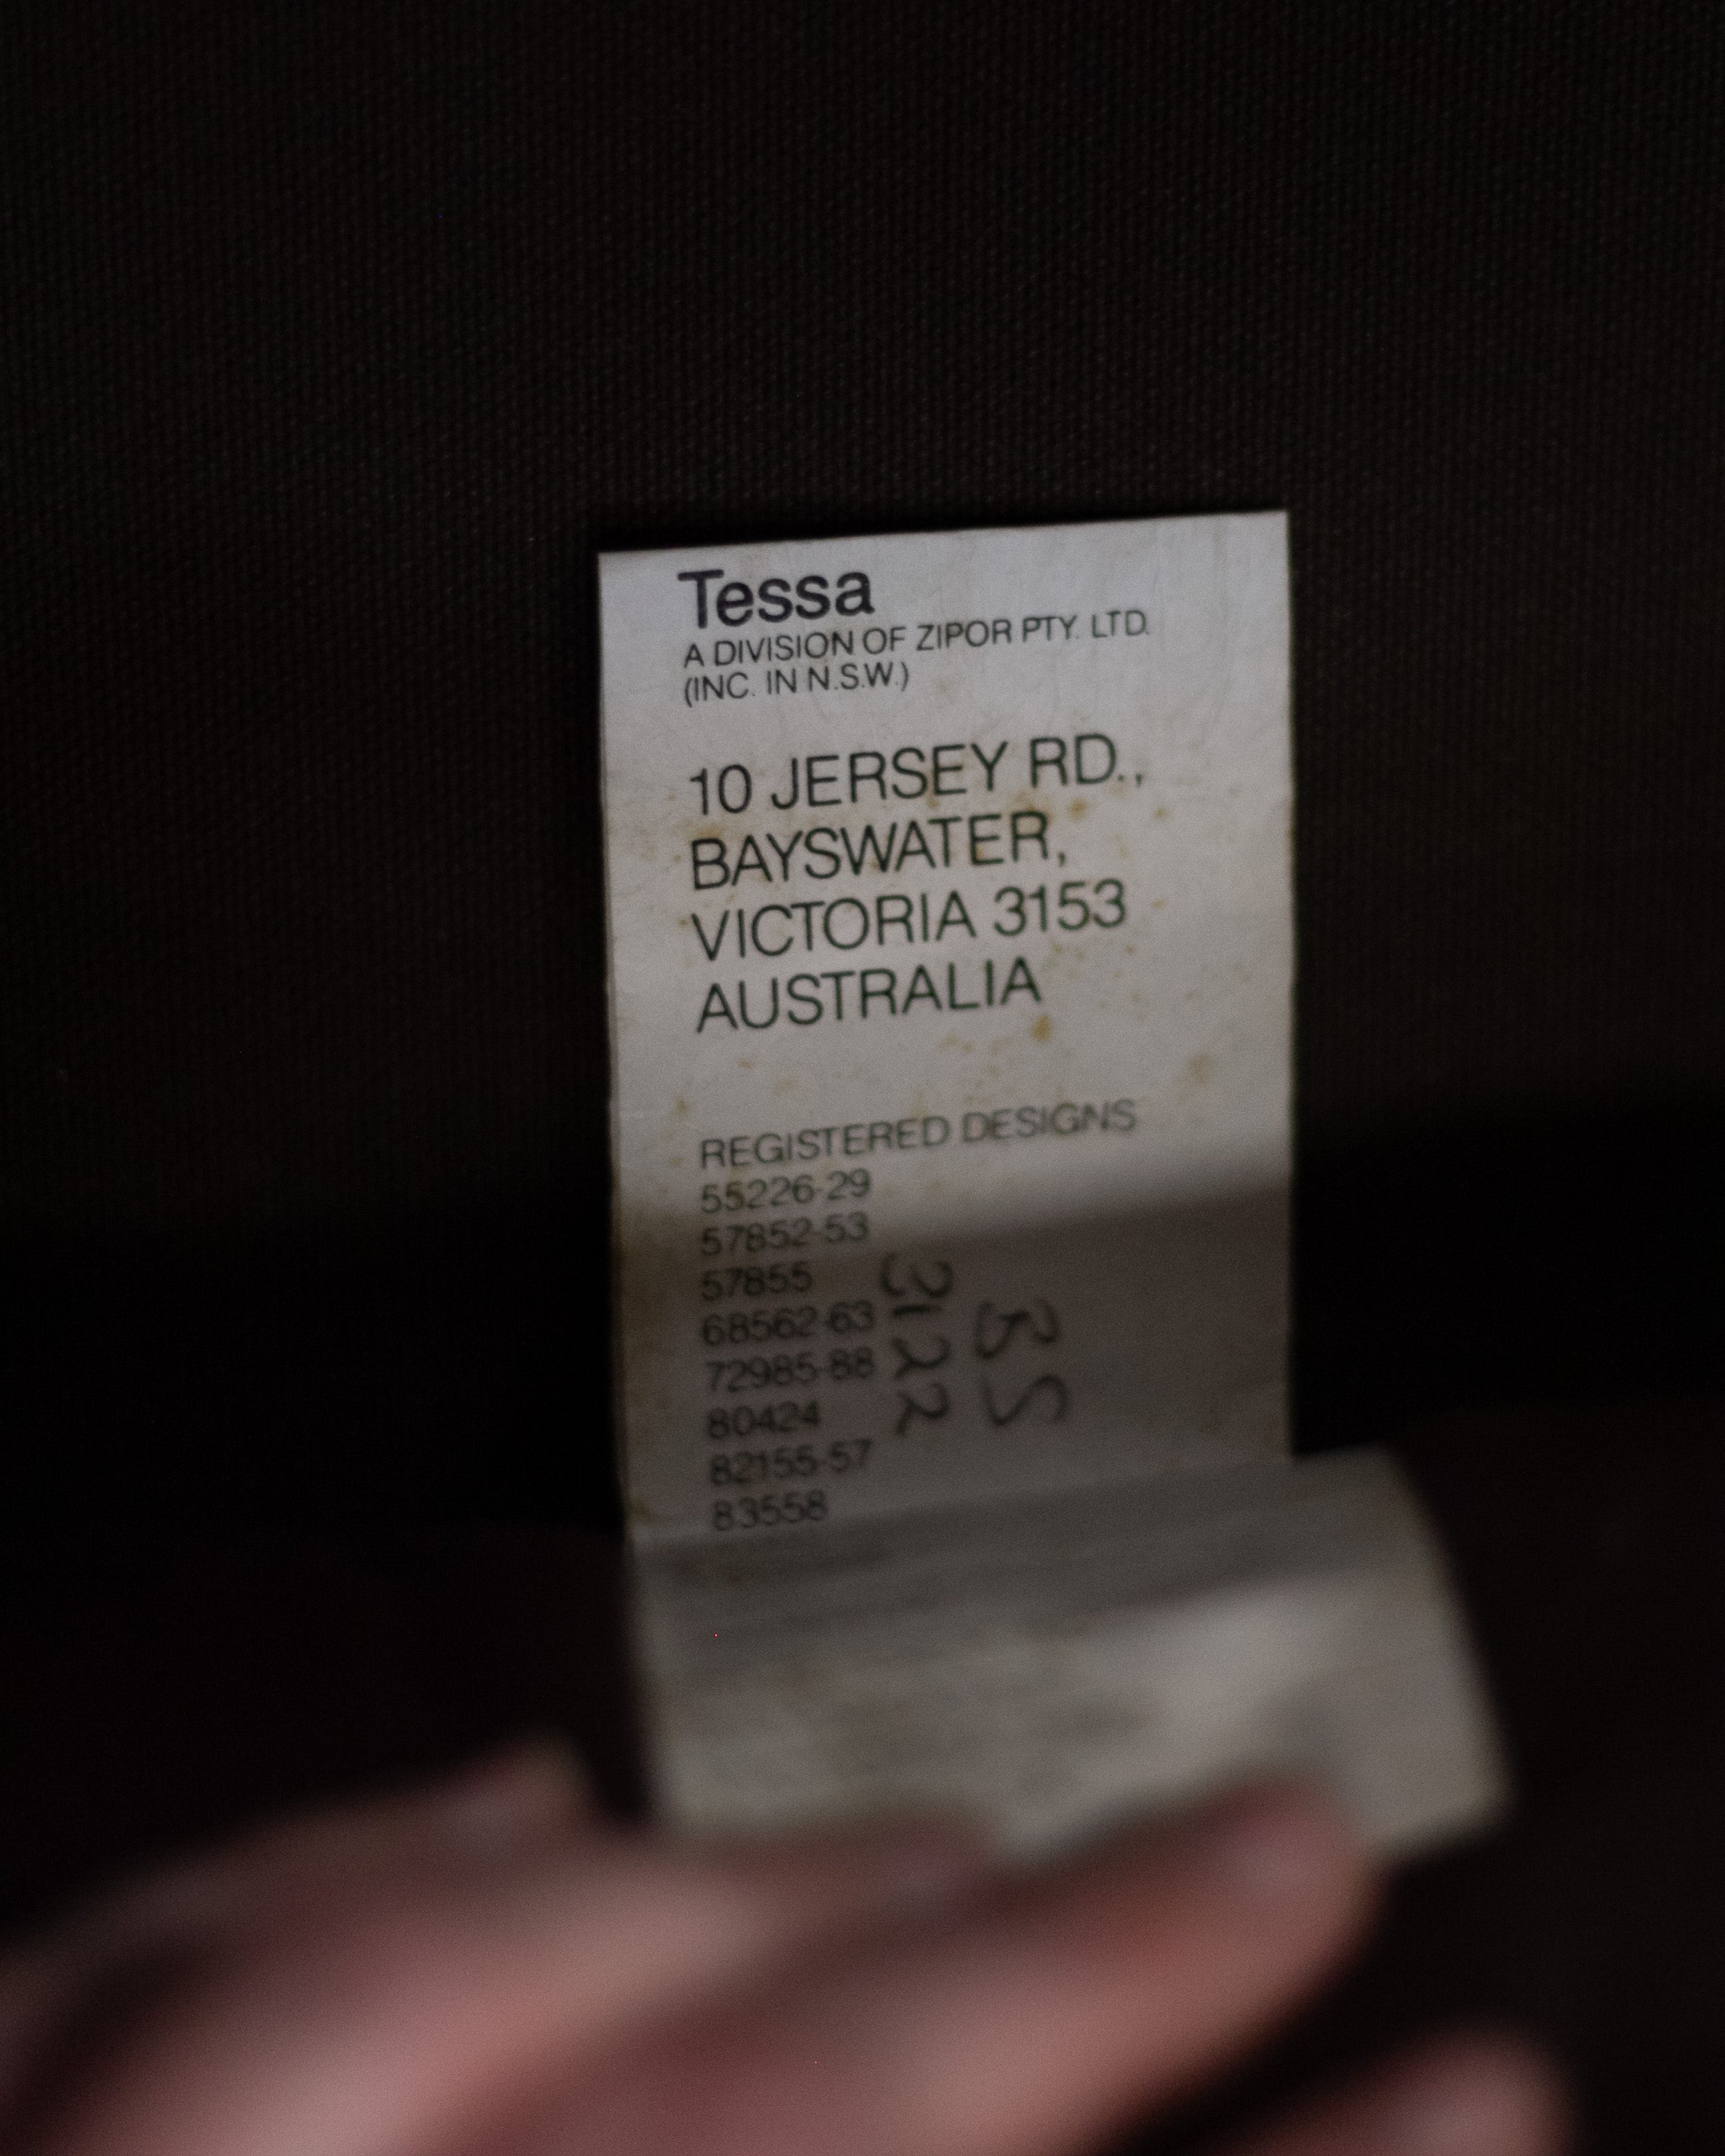 Tessa
A DIVISION OF ZIPOR PTY. LTD.
(INC. IN N.S.W.)
10 JERSEY RD.,
BAYSWATER,
VICTORIA 3153
AUSTRALIA
REGISTERED DESIGNS
55226-29
57852-53
57855
68562-63
72985-88
80424
82155-57
83558
3122